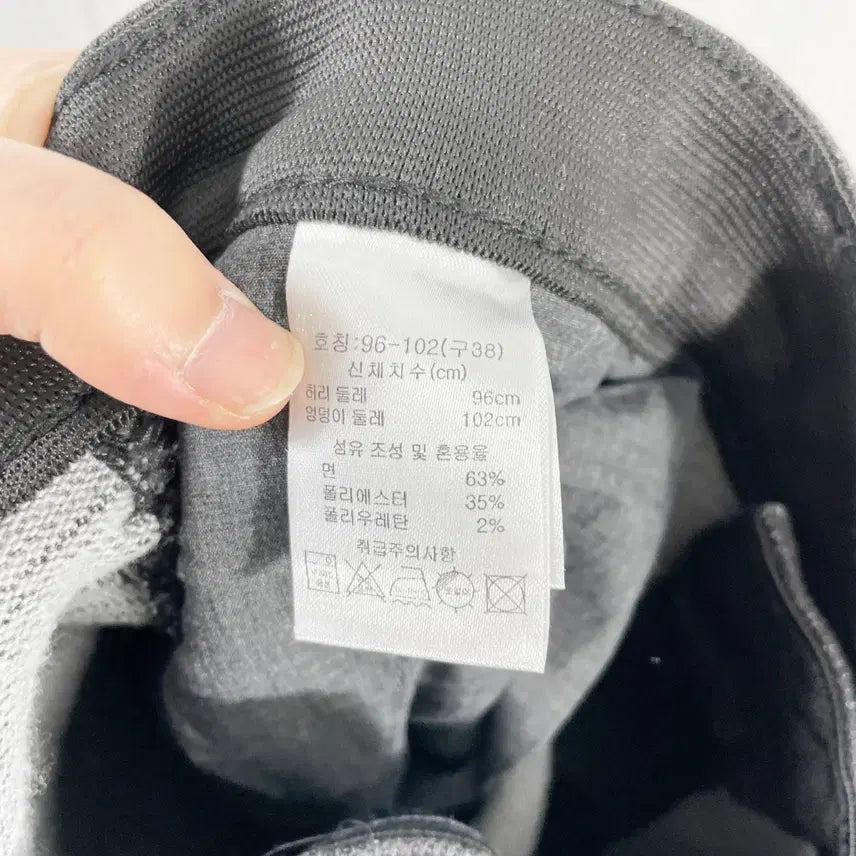 호칭:96-102(구38)
신체치수(cm)
허리 둘레 96cm
엉덩이 둘레 102cm
섬유 조성 및 혼용율
면 63%
폴리에스터 35%
폴리우레탄 2%
취급주의사항